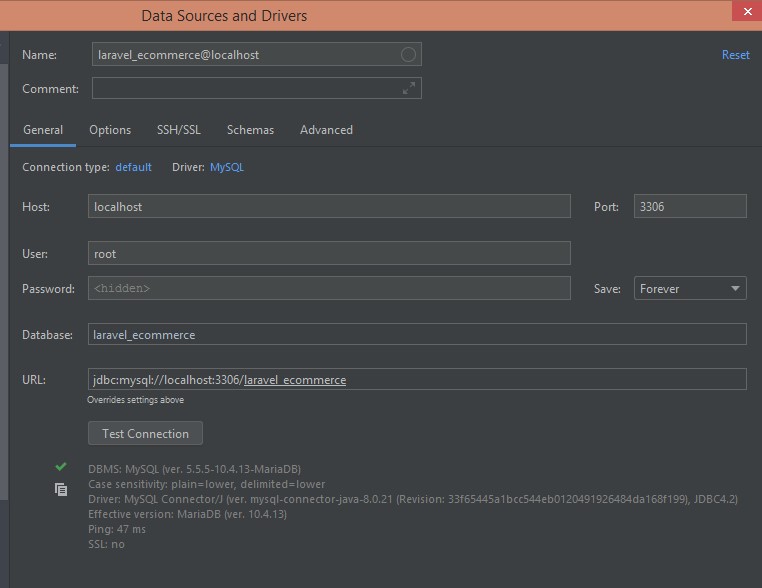 Data Sources and Drivers
Name: laravel_ecommerce@localhost Reset
Comment:
General Options SSH/SSL Schemas Advanced
Connection type: default Driver: MySQL
Host: localhost Port: 3306
User: root
Password: <hidden> Save: Forever
Database: laravel_ecommerce
URL: jdbc:mysql://localhost:3306/laravel_ecommerce
Overrides settings above
Test Connection
DBMS: MySQL (ver. 5.5.5-10.4.13-MariaDB)
Case sensitivity: plain=lower, delimited=lower
Driver: MySQL Connector/J (ver. mysql-connector-java-8.0.21 (Revision: 33f65445a1bcc544eb0120491926484da168f199), JDBC4.2)
Effective version: MariaDB (ver. 10.4.13)
Ping: 47 ms
SSL: no